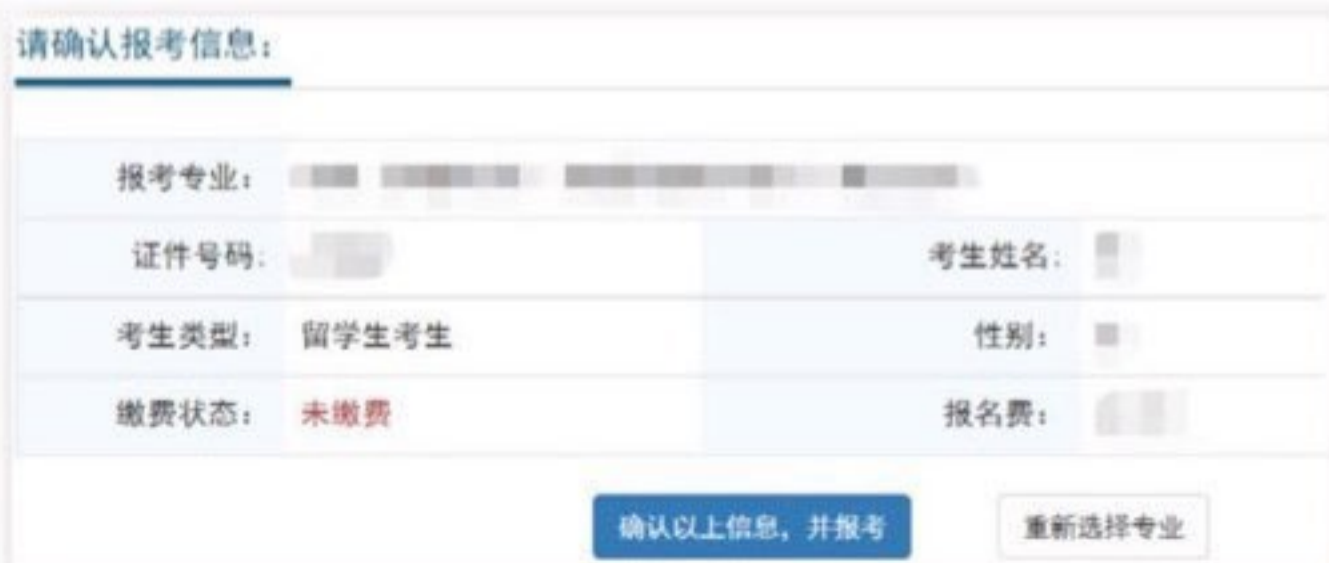 请确认报考信息：
报考专业：
证件号码： 考生姓名：
考生类型： 留学生考生 性别：
缴费状态： 未缴费 报名费：
确认以上信息，并报考 重新选择专业